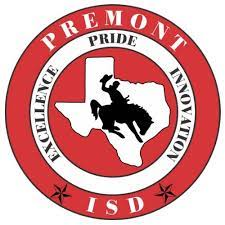 PREMONT
PRIDE
EXCELLENCE
INNOVATION
ISD